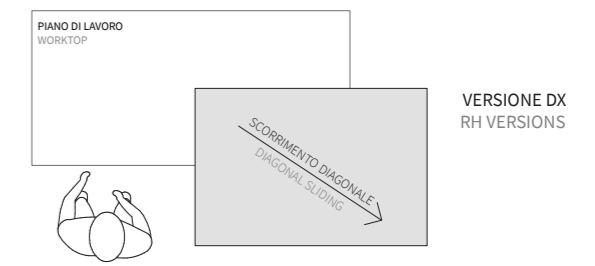 PIANO DI LAVORO
WORKTOP
SCORRIMENTO DIAGONALE
DIAGONAL SLIDING
VERSIONE DX
RH VERSIONS